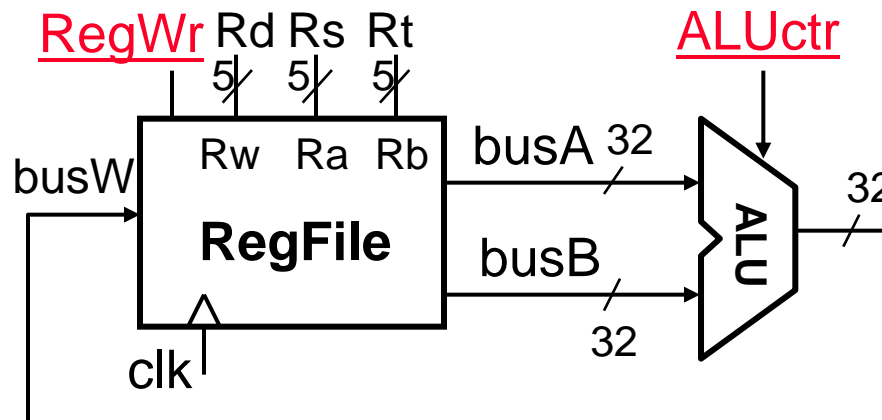 RegWr Rd Rs Rt ALUctr
5 5 5
Rw Ra Rb busA 32
busW 32
RegFile ALU
busB
32
clk